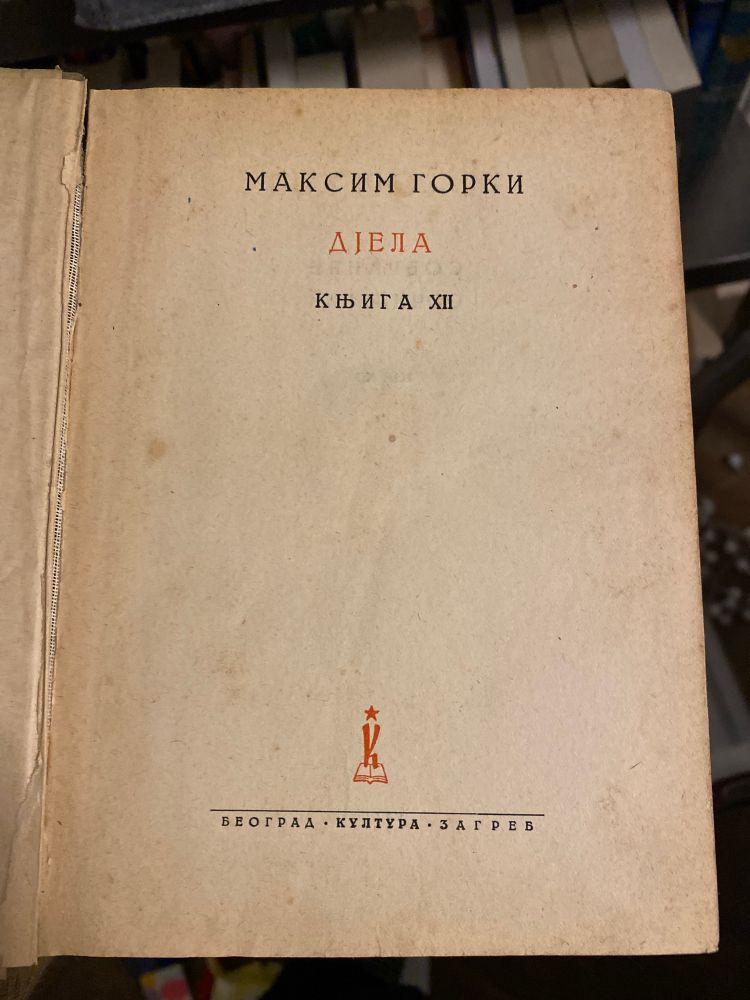 МАКСИМ ГОРКИ
ДЈЕЛА
КЊИГА XII
К
БЕОГРАД · КУЛТУРА · ЗАГРЕБ